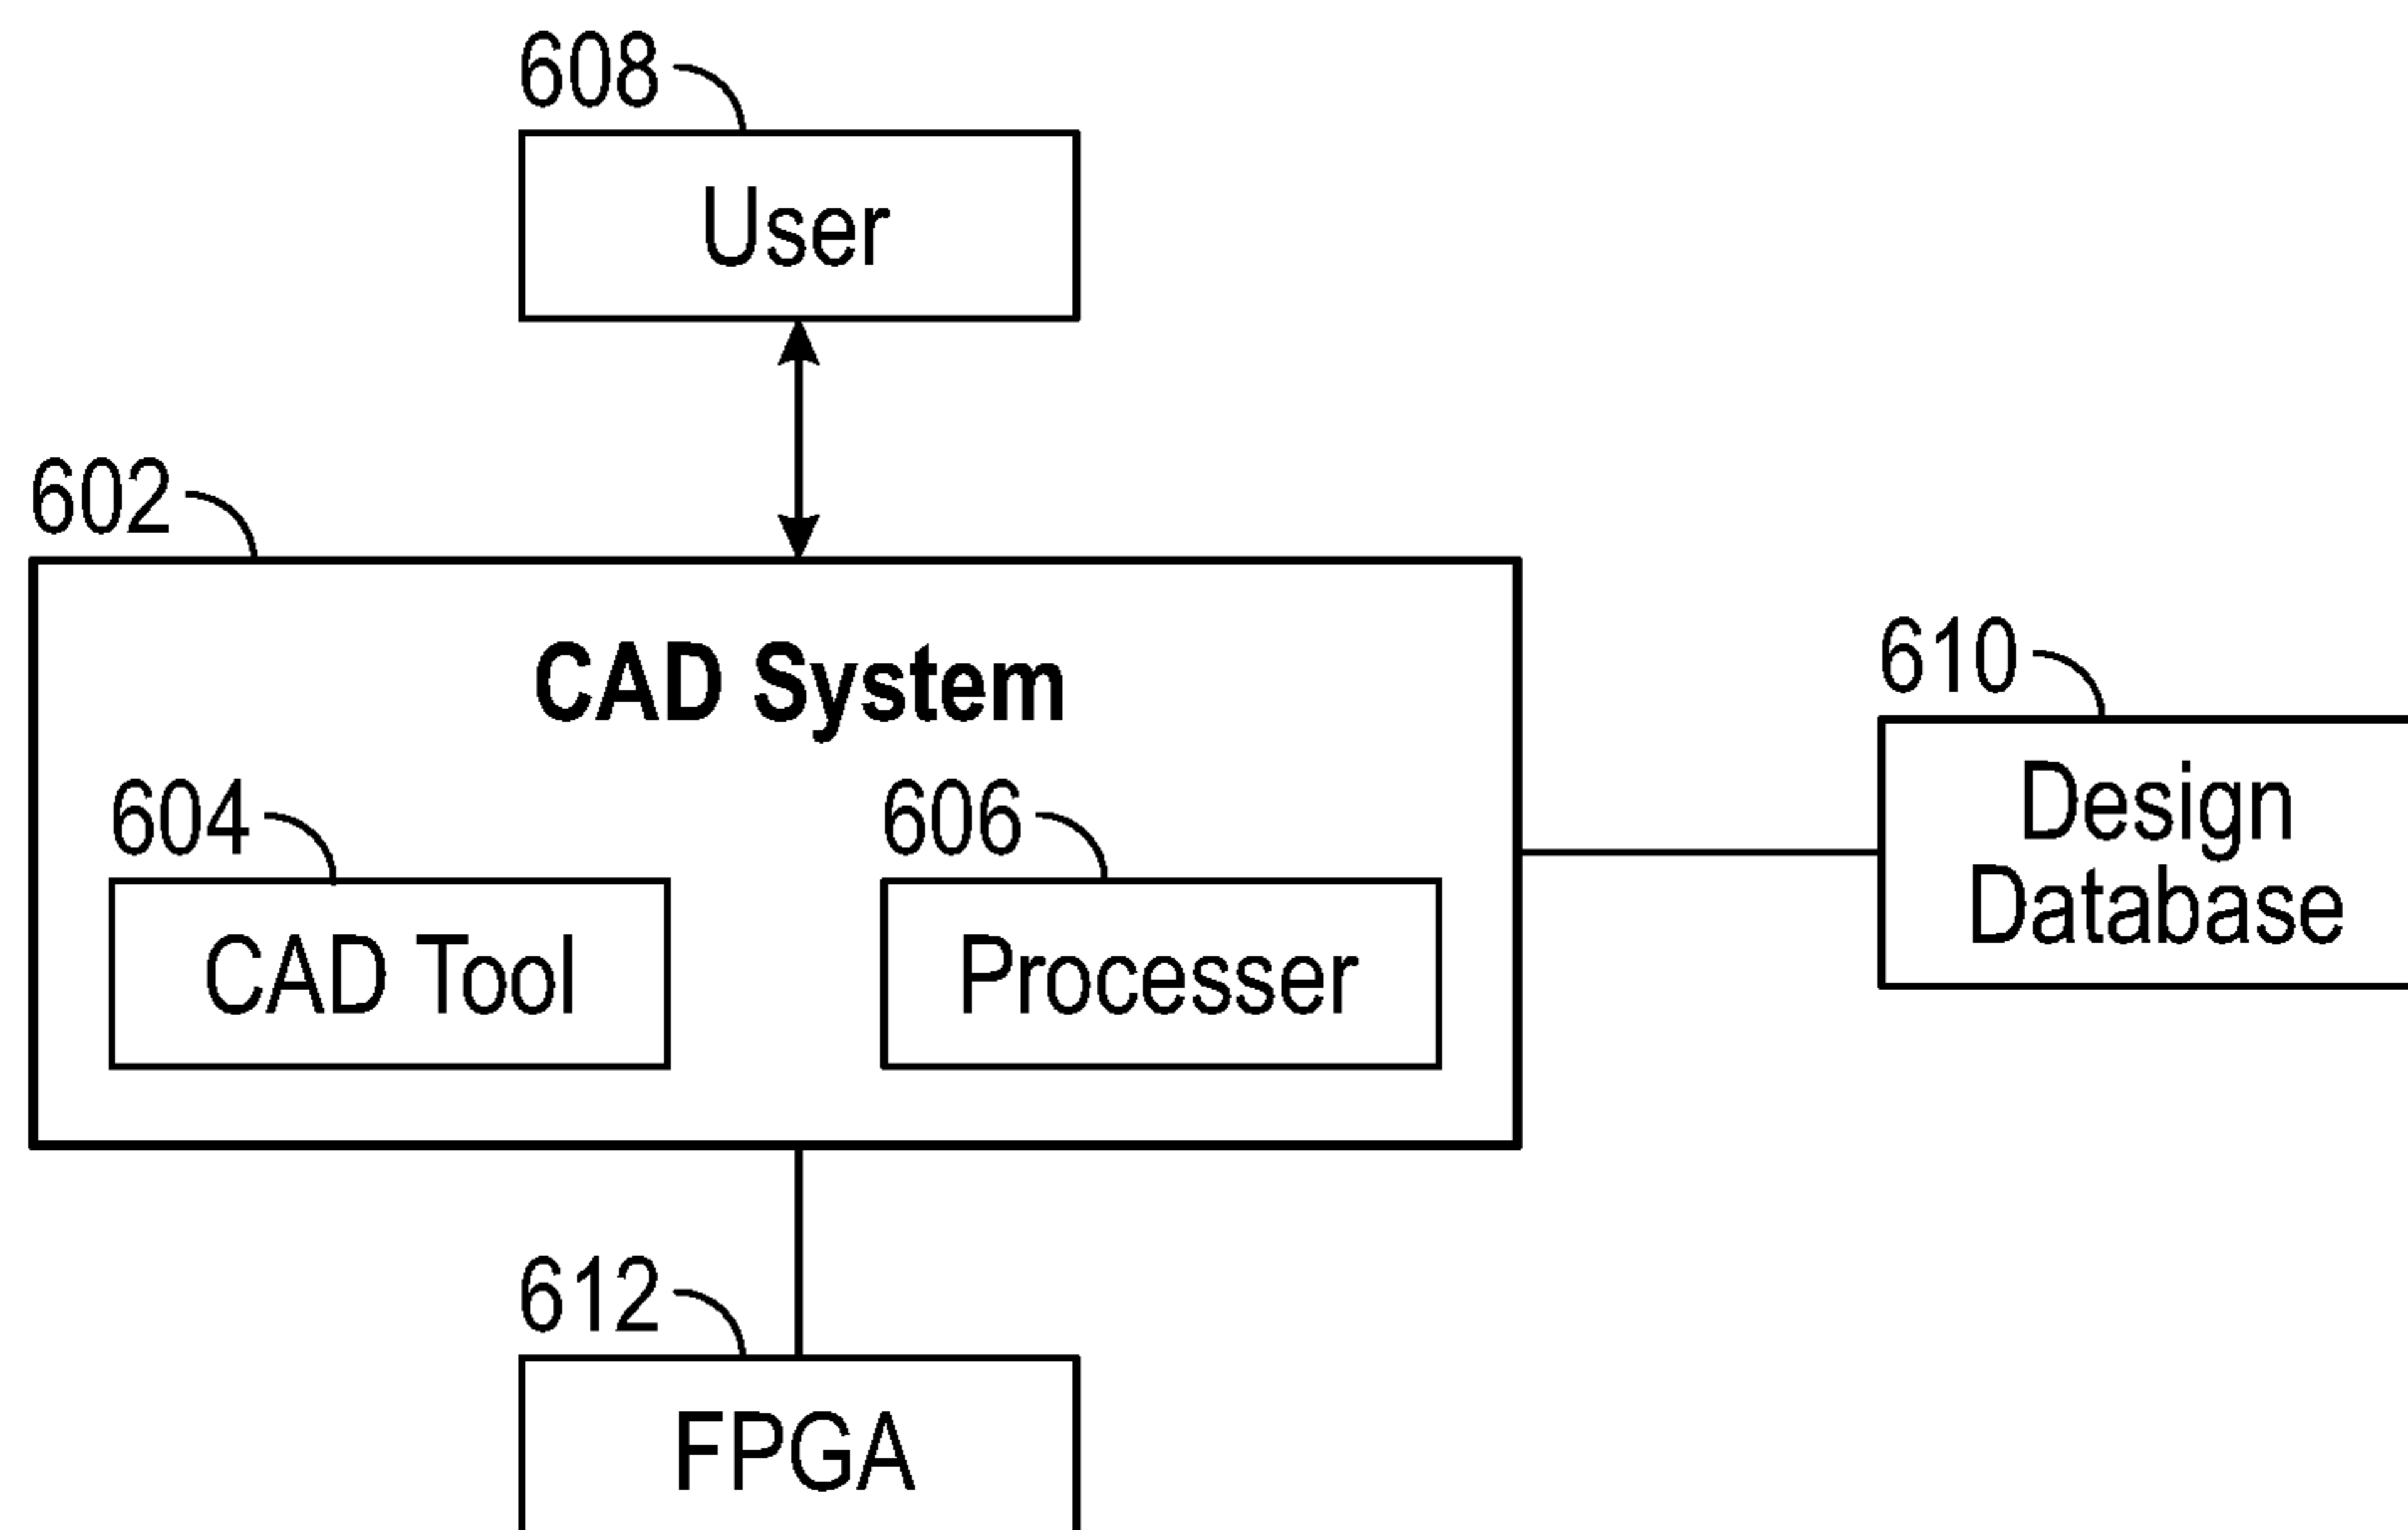 608
User
602
CAD System
610
Design
Database
604
606
CAD Tool
Processer
612
FPGA